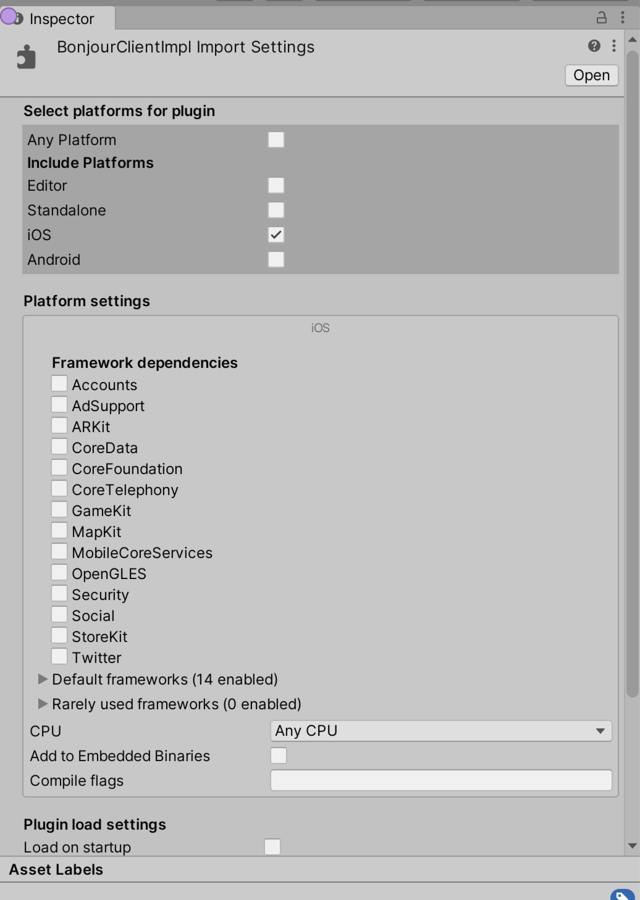 Inspector
BonjourClientImpl Import Settings
Open
Select platforms for plugin
Any Platform
Include Platforms
Editor
Standalone
iOS
Android
Platform settings
iOS
Framework dependencies
Accounts
AdSupport
ARKit
CoreData
CoreFoundation
CoreTelephony
GameKit
MapKit
MobileCoreServices
OpenGLES
Security
Social
StoreKit
Twitter
Default frameworks (14 enabled)
Rarely used frameworks (0 enabled)
CPU Any CPU
Add to Embedded Binaries
Compile flags
Plugin load settings
Load on startup
Asset Labels